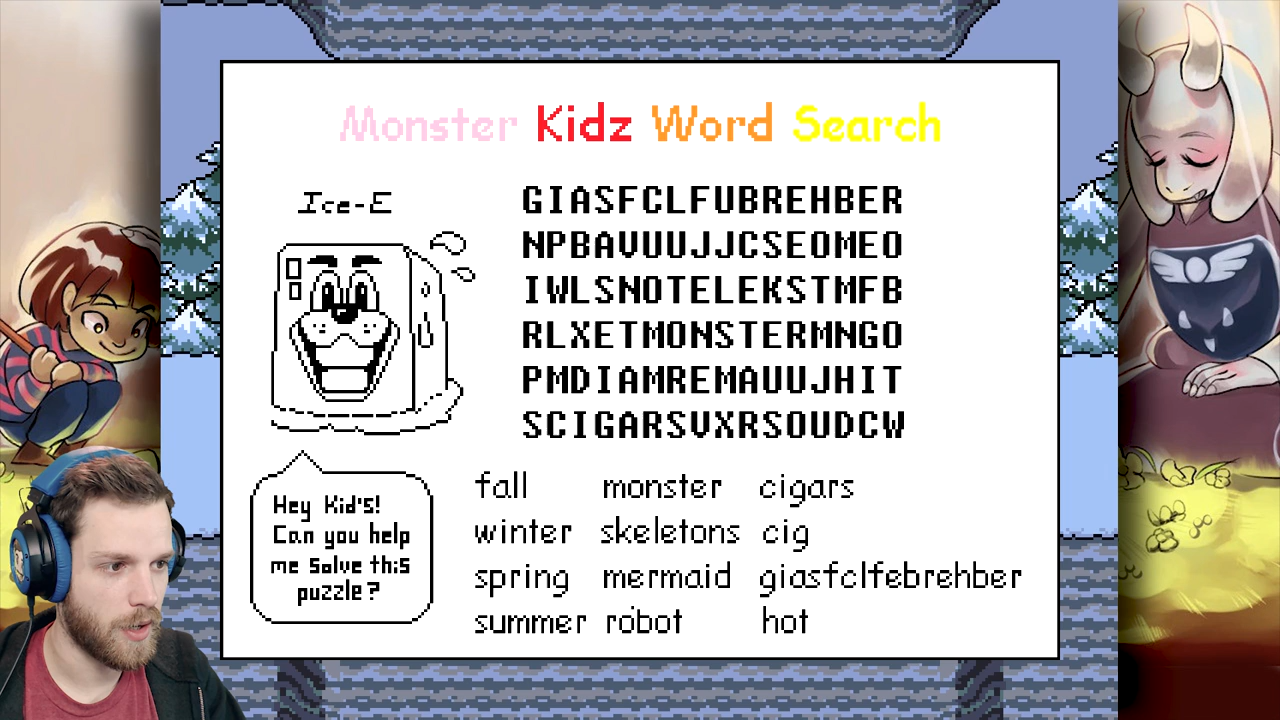 Monster Kidz Word Search
Ice-E
GIASFCLFUBREHBER
NPBAVUUJJCSEOMEO
IWLSNOTELEKSTMFB
RLXETMONSTERMNGO
PMDIAMREMAUUJHIT
SCIGARSVXRSOUDCW
Hey Kid's!
Can you help
me Solve this
puzzle?
fall monster cigars
winter skeletons cig
spring mermaid giasfclfebrehber
summer robot hot